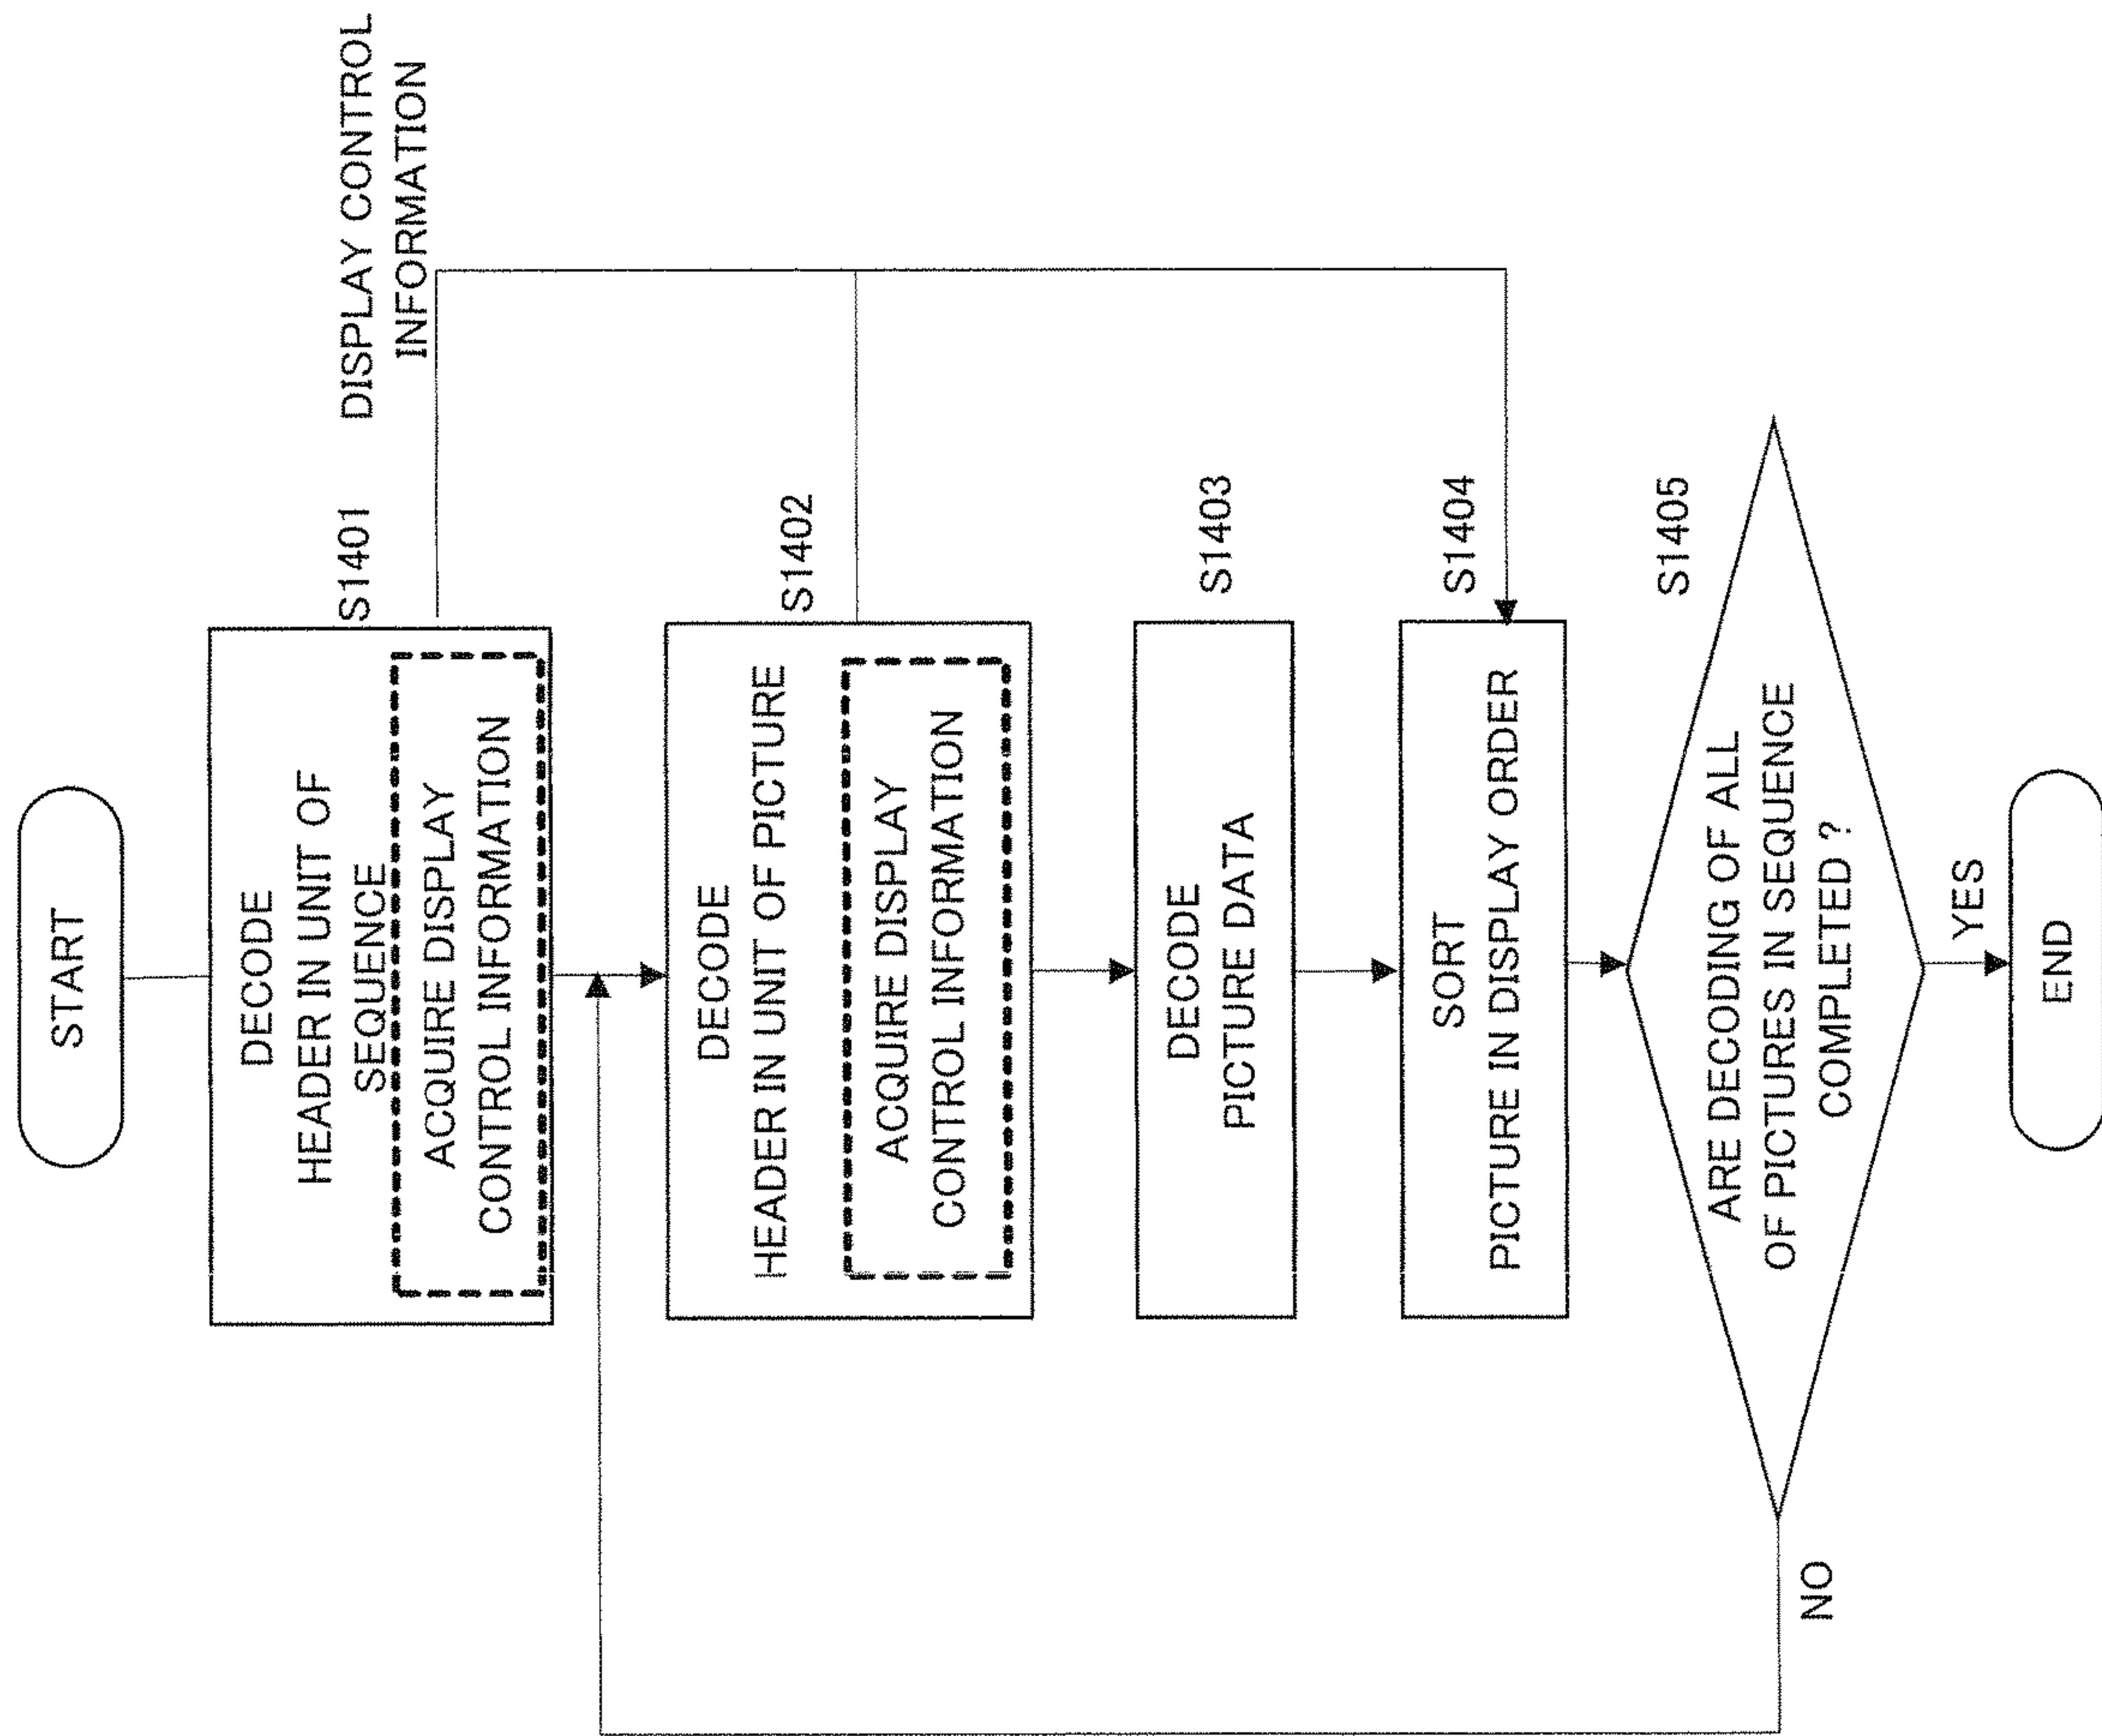 START
DECODE
HEADER IN UNIT OF
SEQUENCE
ACQUIRE DISPLAY
CONTROL INFORMATION
S1401
DISPLAY CONTROL
INFORMATION
DECODE
HEADER IN UNIT OF PICTURE
ACQUIRE DISPLAY
CONTROL INFORMATION
S1402
DECODE
PICTURE DATA
S1403
SORT
PICTURE IN DISPLAY ORDER
S1404
ARE DECODING OF ALL
OF PICTURES IN SEQUENCE
COMPLETED ?
S1405
NO
YES
END